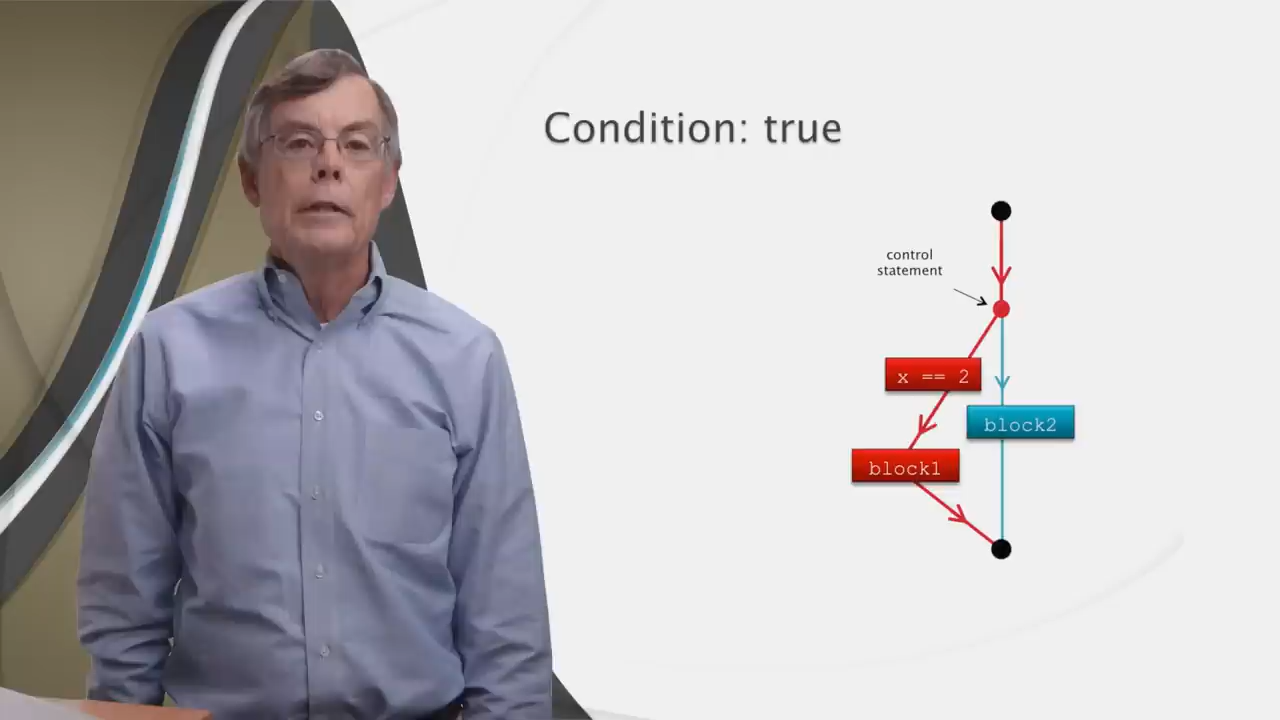 Condition: true
control
statement
x == 2
block2
block1